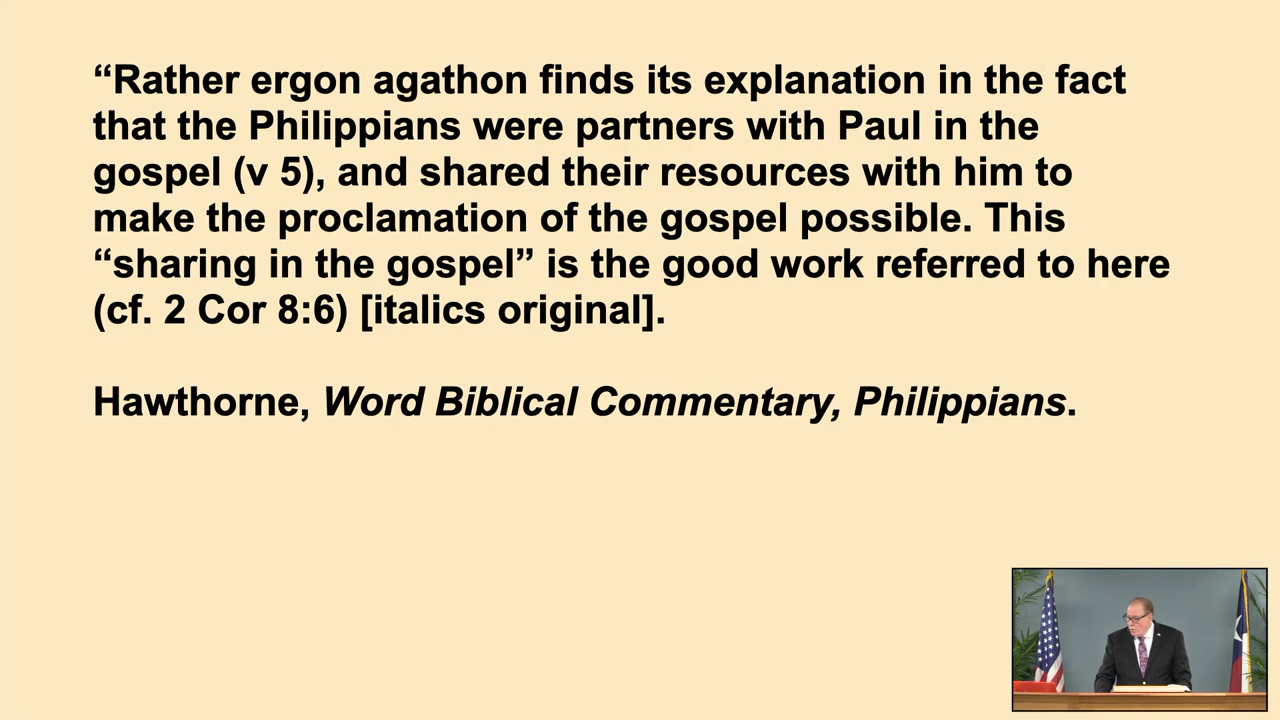 “Rather ergon agathon finds its explanation in the fact
that the Philippians were partners with Paul in the
gospel (v 5), and shared their resources with him to
make the proclamation of the gospel possible. This
“sharing in the gospel” is the good work referred to here
(cf. 2 Cor 8:6) [italics original].
Hawthorne, Word Biblical Commentary, Philippians.